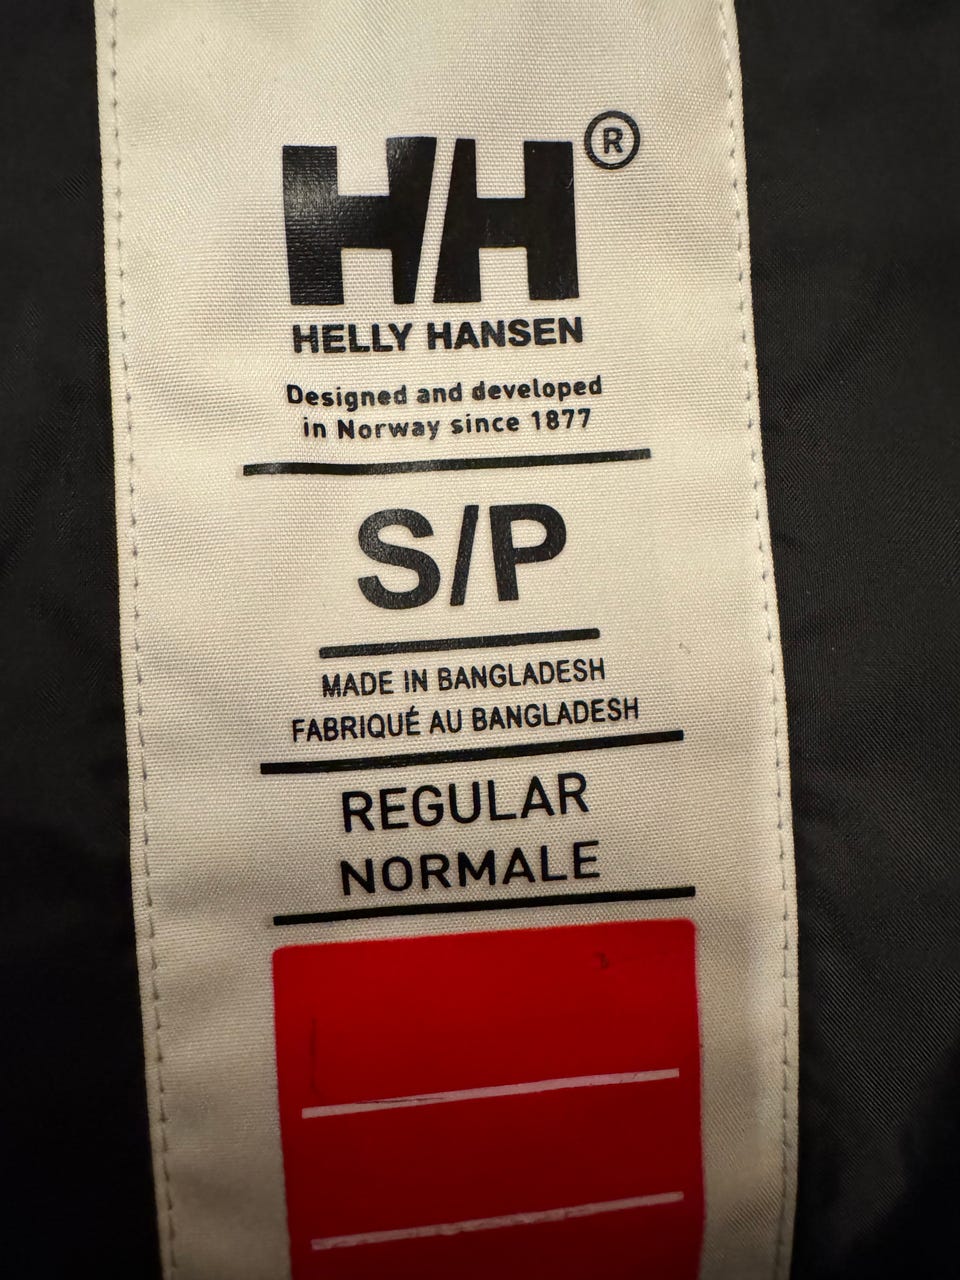 HH®
HELLY HANSEN
Designed and developed
in Norway since 1877
S/P
MADE IN BANGLADESH
FABRIQUÉ AU BANGLADESH
REGULAR
NORMALE